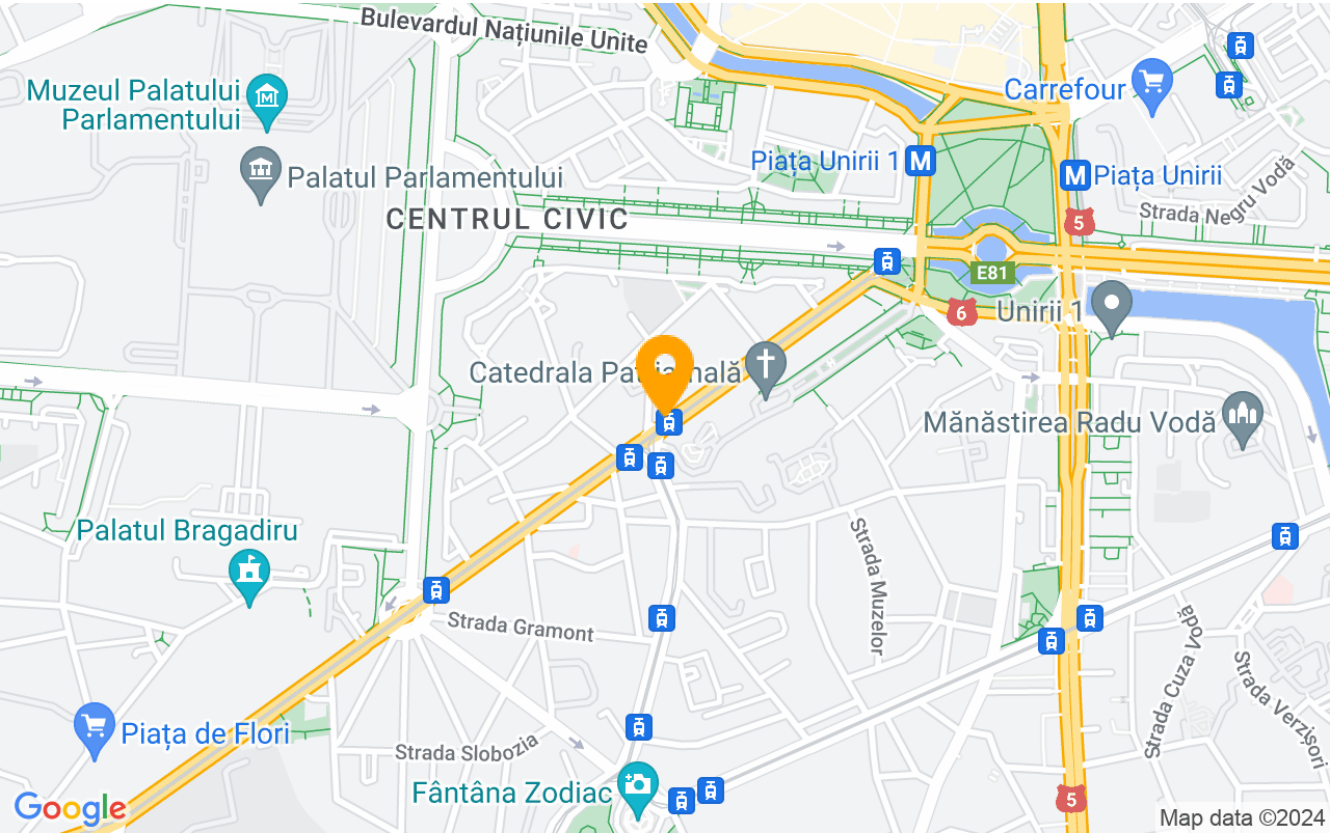 Bulevardul Națiunile Unite
Muzeul Palatului
Parlamentului
Carrefour
Palatul Parlamentului
Piața Unirii 1
M
M
Piața Unirii
Strada Negru Vodă
CENTRUL CIVIC
5
E81
6
Unirii 1
Catedrala
Mănăstirea Radu Vodă
Palatul Bragadiru
Strada Muzelor
Strada Gramont
Strada Cuza Vodă
Strada Verzișori
Piața de Flori
Strada Slobozia
Fântâna Zodiac
5
Google
Map data ©2024